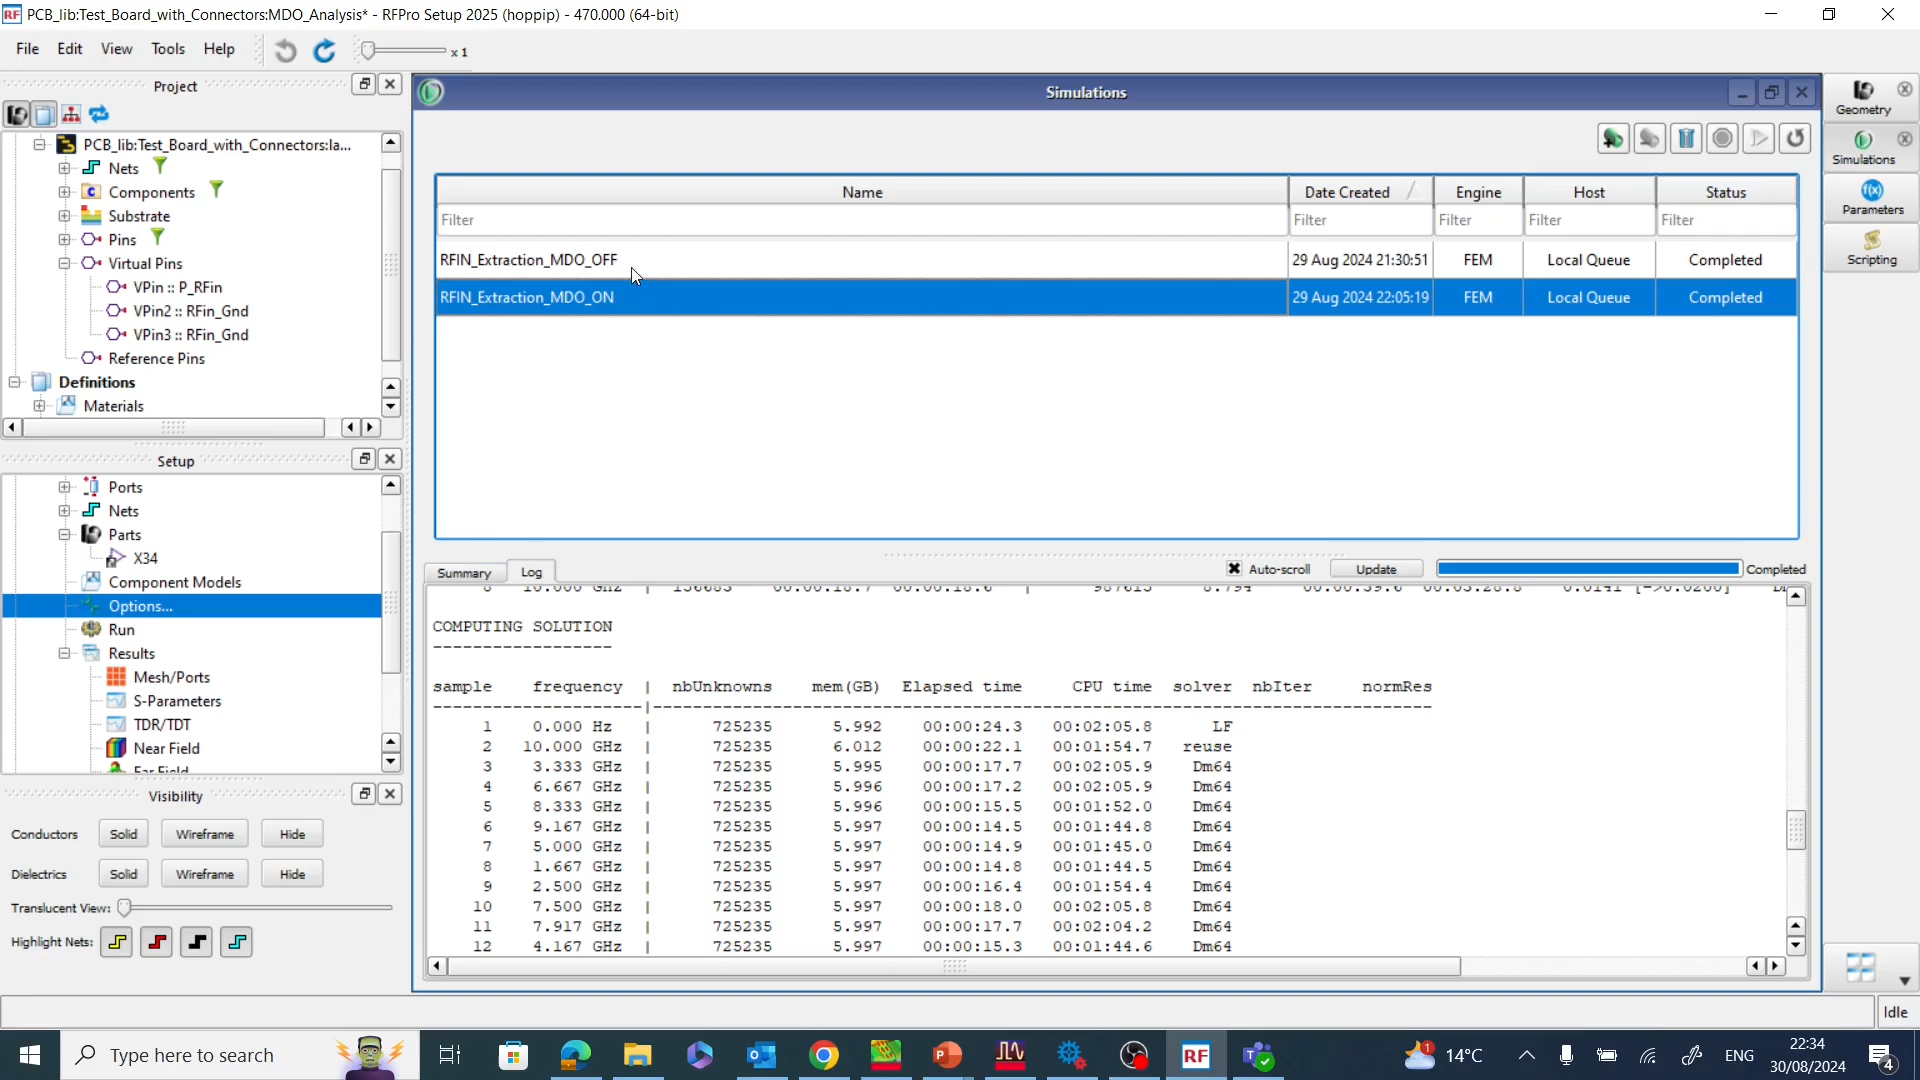 PCB_lib:Test_Board_with_Connectors:MDO_Analysis* - RFPro Setup 2025 (hoppip) - 470.000 (64-bit)
File Edit View Tools Help x 1
Project
PCB_lib:Test_Board_with_Connectors:la...
Nets
Components
Substrate
Pins
Virtual Pins
VPin :: P_RFin
VPin2 :: RFin_Gnd
VPin3 :: RFin_Gnd
Reference Pins
Definitions
Materials
Setup
Ports
Nets
Parts
X34
Component Models
Options...
Run
Results
Mesh/Ports
S-Parameters
TDR/TDT
Near Field
Far Field
Visibility
Conductors Solid Wireframe Hide
Dielectrics Solid Wireframe Hide
Translucent View:
Highlight Nets:
Simulations
Name Date Created Engine Host Status
Filter Filter Filter Filter Filter
RFIN_Extraction_MDO_OFF 29 Aug 2024 21:30:51 FEM Local Queue Completed
RFIN_Extraction_MDO_ON 29 Aug 2024 22:05:19 FEM Local Queue Completed
Summary Log Auto-scroll Update Completed
COMPUTING SOLUTION
------------------
sample frequency | nbUnknowns mem(GB) Elapsed time CPU time solver nbIter normRes
1 0.000 Hz | 725235 5.992 00:00:24.3 00:02:05.8 LF
2 10.000 GHz | 725235 6.012 00:00:22.1 00:01:54.7 reuse
3 3.333 GHz | 725235 5.995 00:00:17.7 00:02:05.9 Dm64
4 6.667 GHz | 725235 5.996 00:00:17.2 00:02:05.9 Dm64
5 8.333 GHz | 725235 5.996 00:00:15.5 00:01:52.0 Dm64
6 9.167 GHz | 725235 5.997 00:00:14.5 00:01:44.8 Dm64
7 5.000 GHz | 725235 5.997 00:00:14.9 00:01:45.0 Dm64
8 1.667 GHz | 725235 5.997 00:00:14.8 00:01:44.5 Dm64
9 2.500 GHz | 725235 5.997 00:00:16.4 00:01:54.4 Dm64
10 7.500 GHz | 725235 5.997 00:00:18.0 00:02:05.8 Dm64
11 7.917 GHz | 725235 5.997 00:00:17.7 00:02:04.2 Dm64
12 4.167 GHz | 725235 5.997 00:00:15.3 00:01:44.6 Dm64
Geometry
Simulations
Parameters
Scripting
Idle
Type here to search
14°C
ENG
22:34
30/08/2024
4